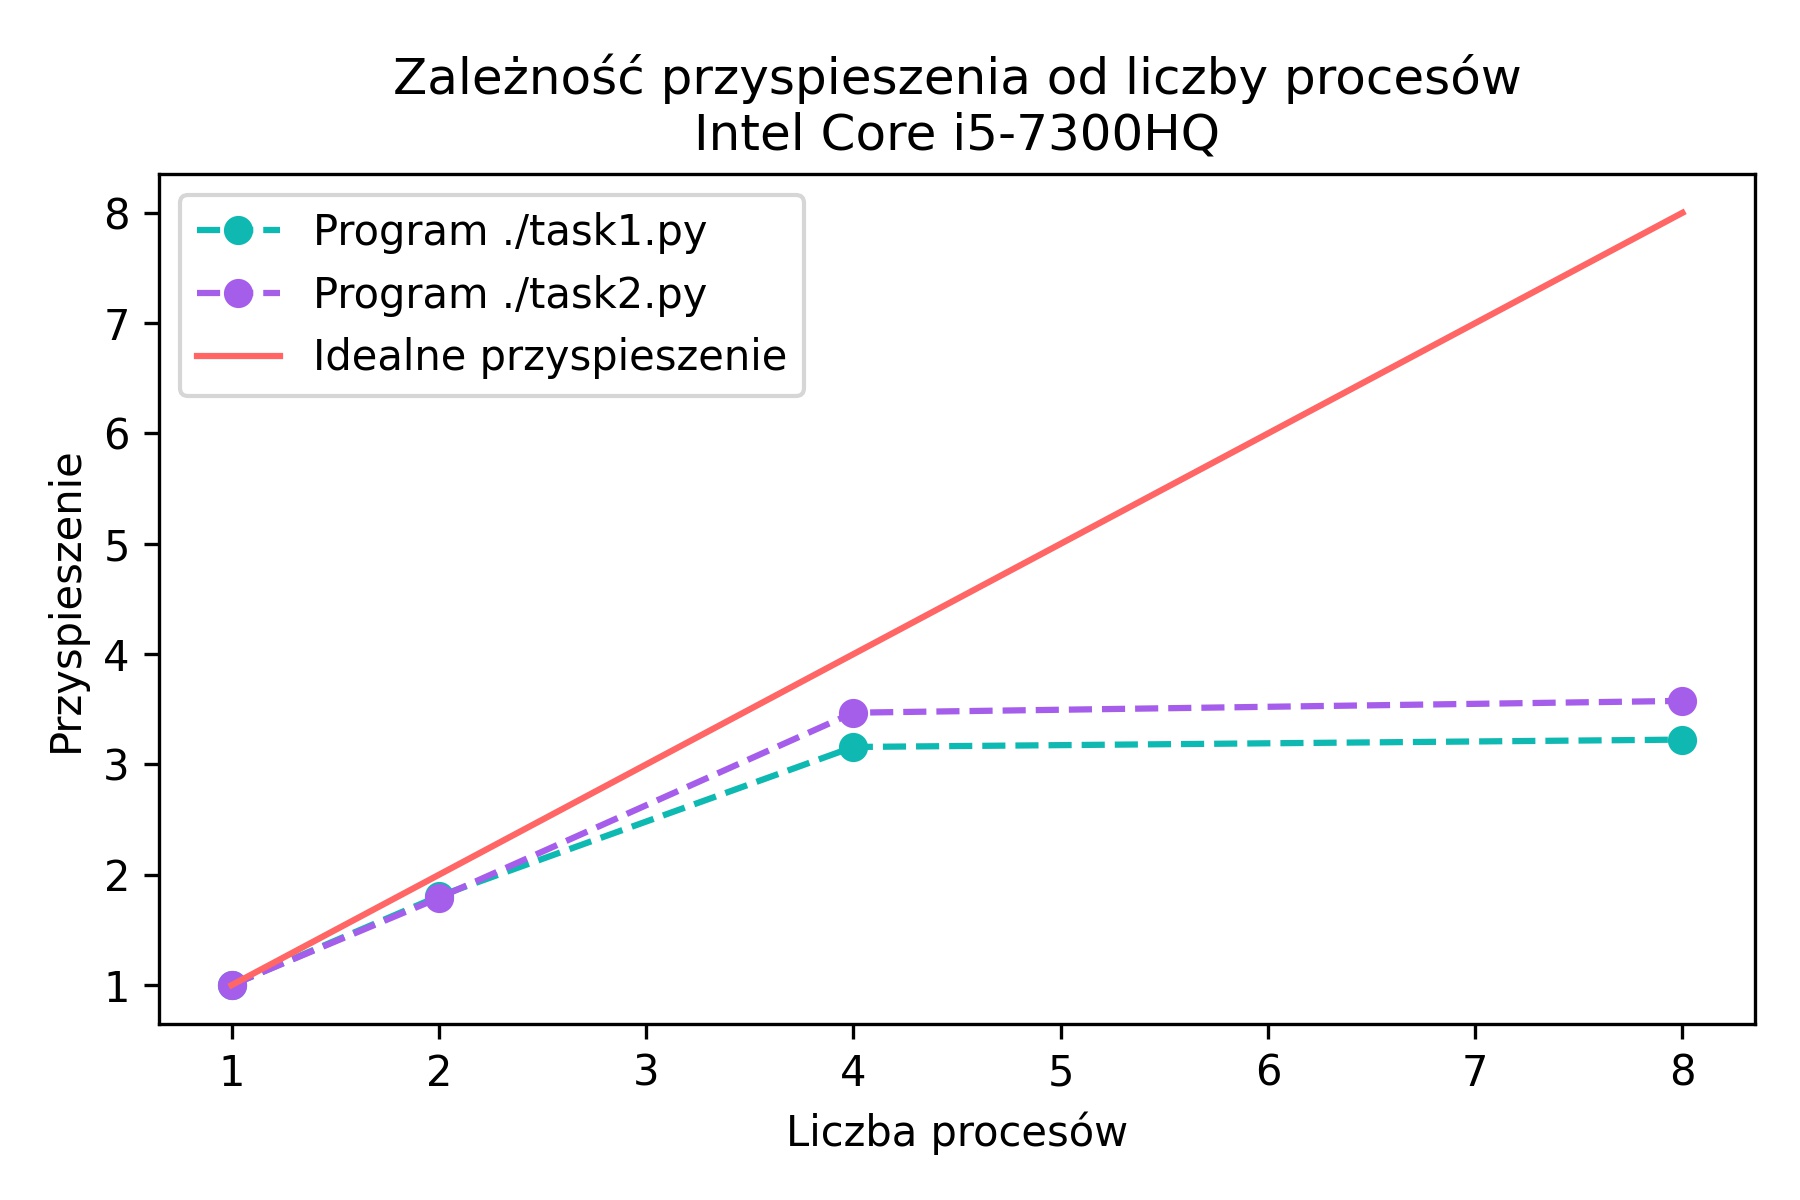 Zależność przyspieszenia od liczby procesów
Intel Core i5-7300HQ
Program ./task1.py
Program ./task2.py
Idealne przyspieszenie
Przyspieszenie
8
7
6
5
4
3
2
1
1 2 3 4 5 6 7 8
Liczba procesów